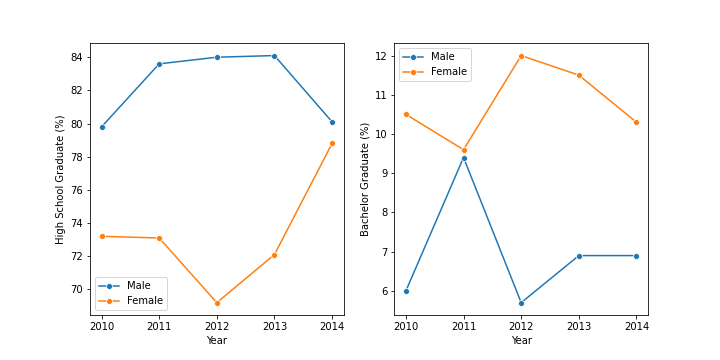 High School Graduate (%)
84
82
80
78
76
74
72
70
Male
Female
2010 2011 2012 2013 2014
Year
Bachelor Graduate (%)
12
11
10
9
8
7
6
Male
Female
2010 2011 2012 2013 2014
Year